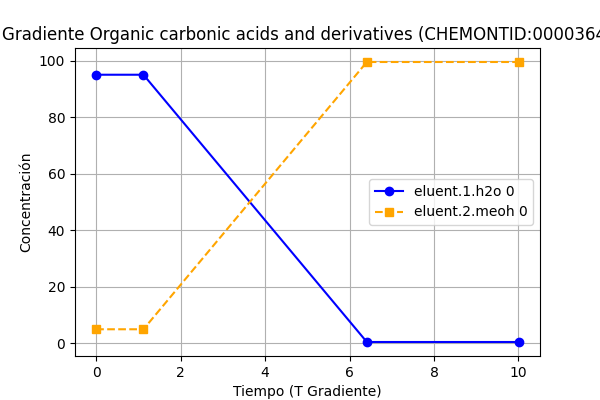 Gradiente Organic carbonic acids and derivatives (CHEMONTID:0000364
100
80
60
40
20
0
Concentración
eluent.1.h2o 0
eluent.2.meoh 0
0 2 4 6 8 10
Tiempo (T Gradiente)